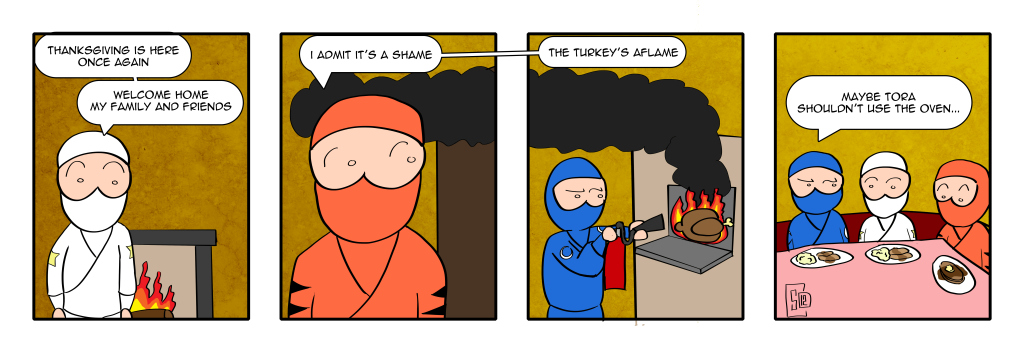 THANKSGIVING IS HERE
ONCE AGAIN
WELCOME HOME
MY FAMILY AND FRIENDS
I ADMIT IT'S A SHAME
THE TURKEY'S AFLAME
MAYBE TORA
SHOULDN'T USE THE OVEN...